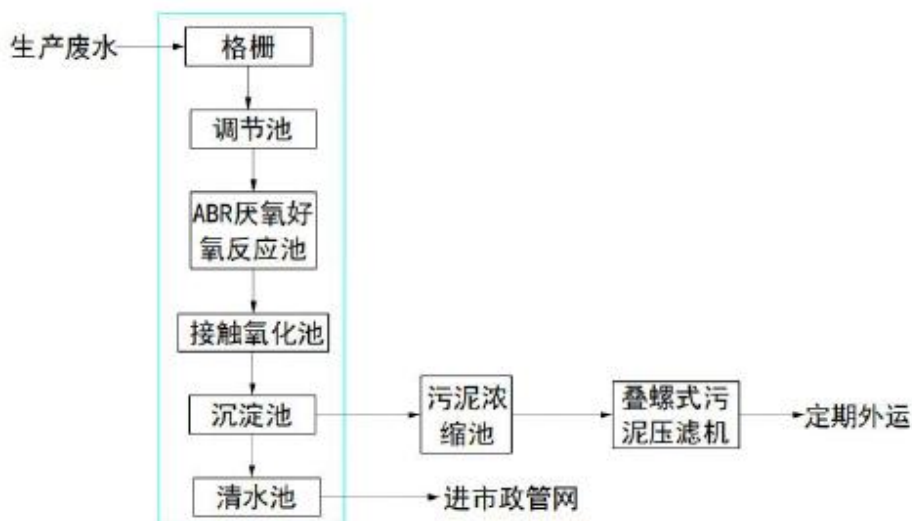 生产废水
格栅
调节池
ABR厌氧好
氧反应池
接触氧化池
沉淀池
污泥浓
缩池
叠螺式污
泥压滤机
定期外运
清水池
进市政管网